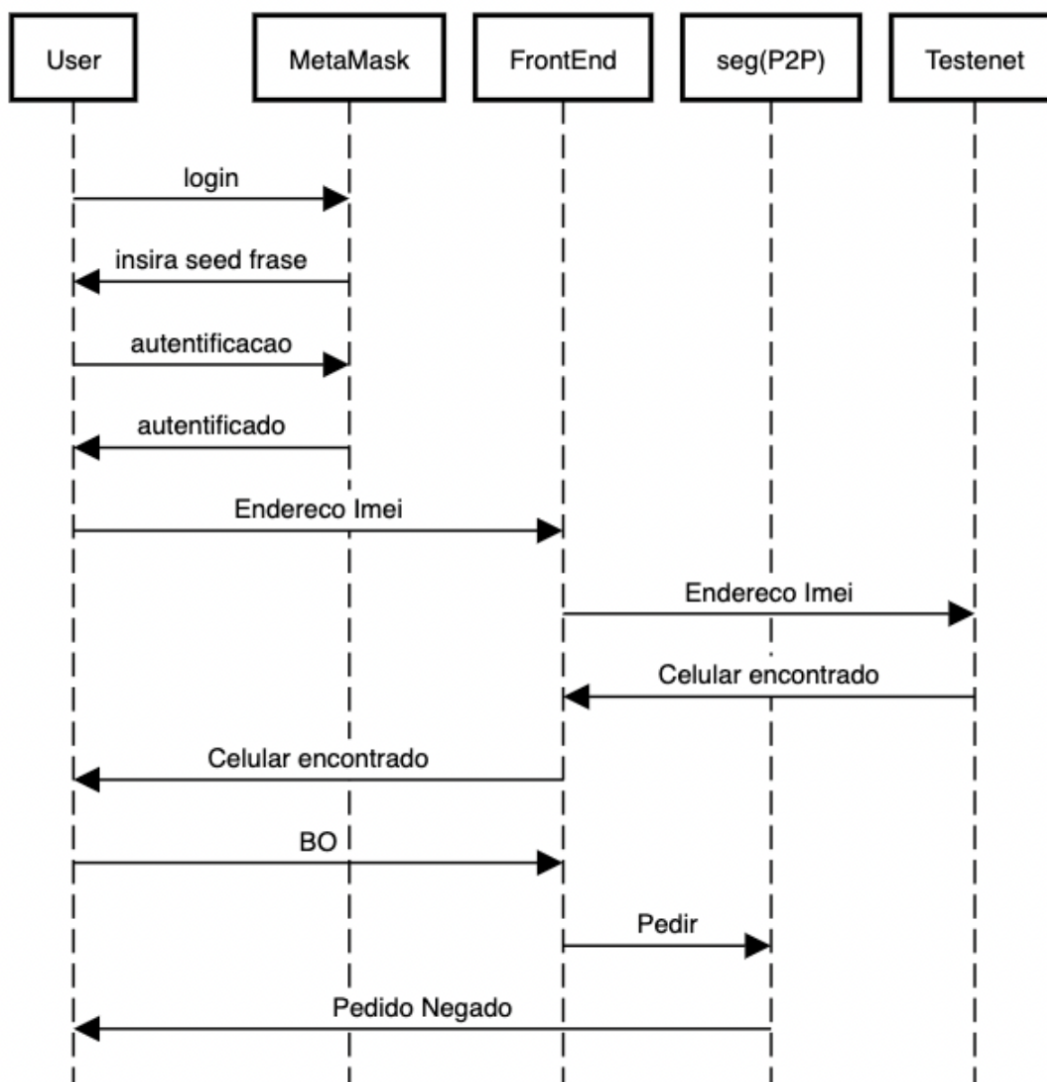 User
MetaMask
FrontEnd
seg(P2P)
Testenet
login
insira seed frase
autentificacao
autentificado
Endereco Imei
Endereco Imei
Celular encontrado
Celular encontrado
BO
Pedir
Pedido Negado